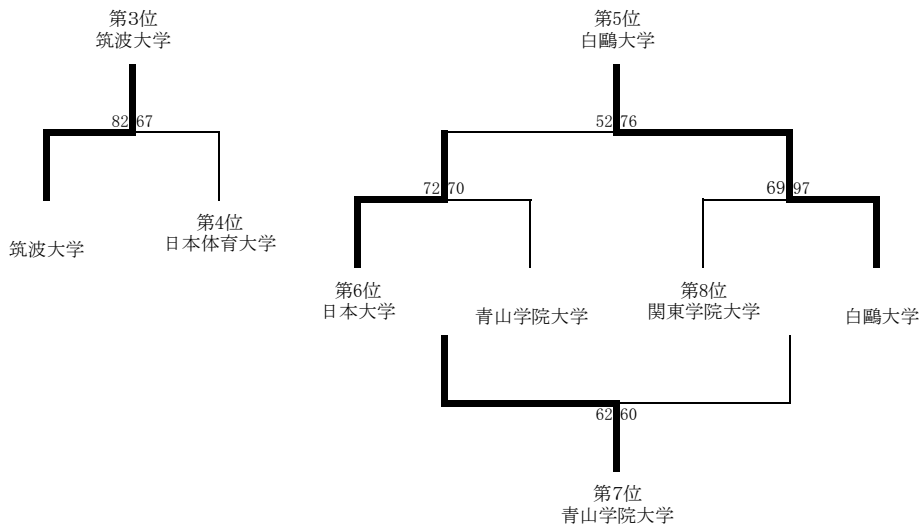 第3位
筑波大学
82 67
筑波大学
第4位
日本体育大学
第5位
白鷗大学
52 76
72 70
69 97
第6位
日本大学
青山学院大学
第8位
関東学院大学
白鷗大学
62 60
第7位
青山学院大学